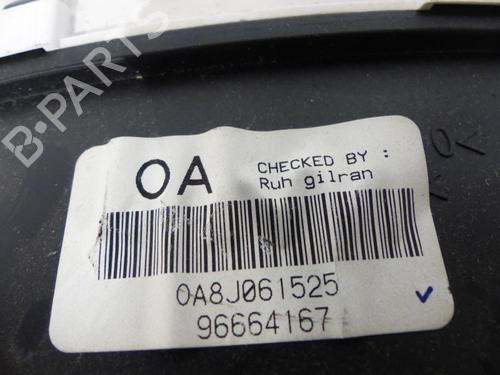 B-PARTS
OA
CHECKED BY :
Ruh gilran
0A8J061525
96664167